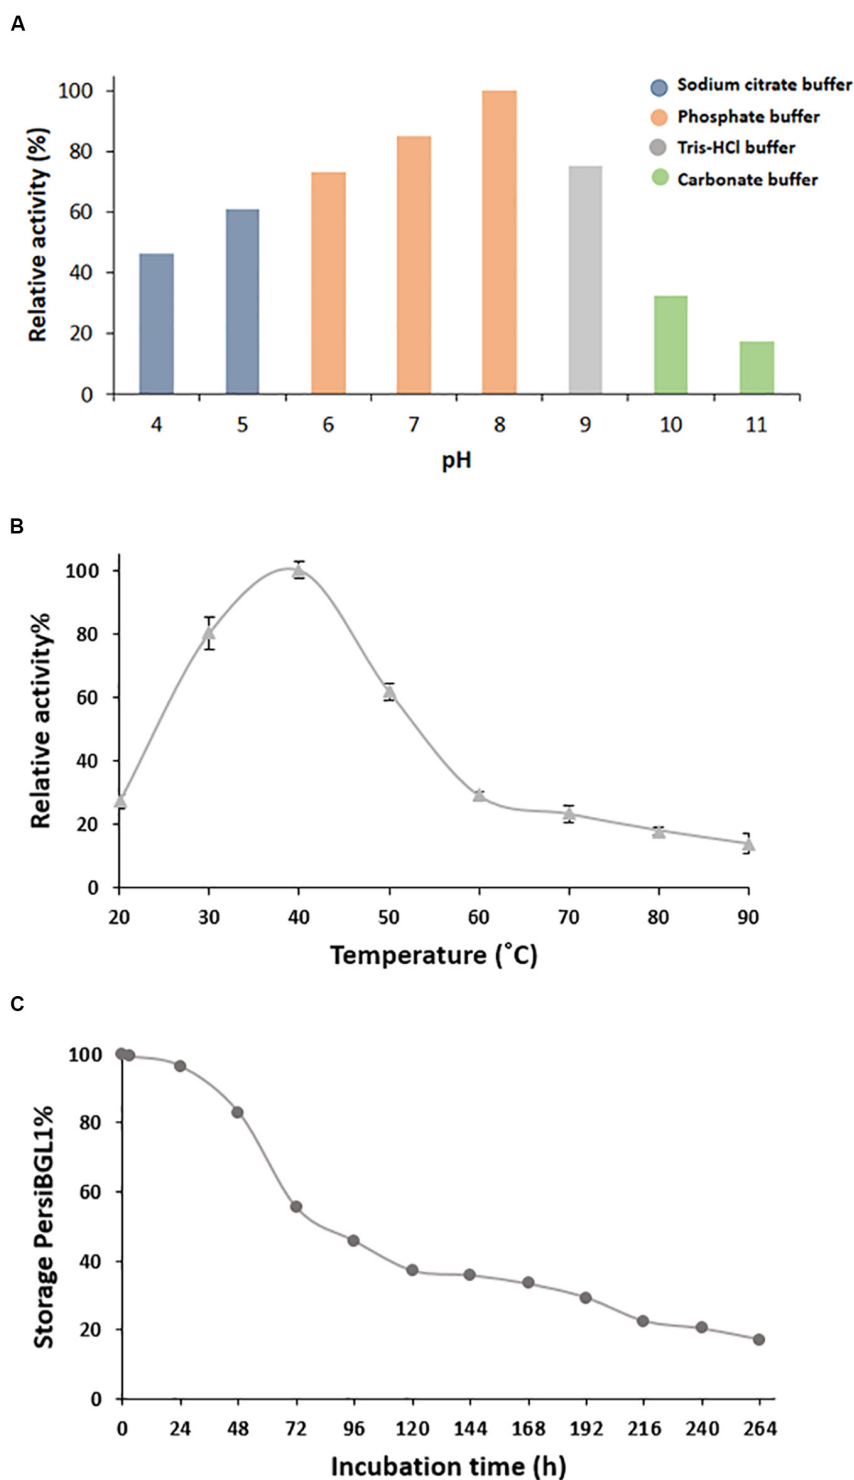 A
Relative activity (%)
100
80
60
40
20
0
4 5 6 7 8 9 10 11
pH
Sodium citrate buffer
Phosphate buffer
Tris-HCl buffer
Carbonate buffer
B
Relative activity%
100
80
60
40
20
0
20 30 40 50 60 70 80 90
Temperature (˚C)
C
Storage PersiBGL1%
100
80
60
40
20
0
0 24 48 72 96 120 144 168 192 216 240 264
Incubation time (h)